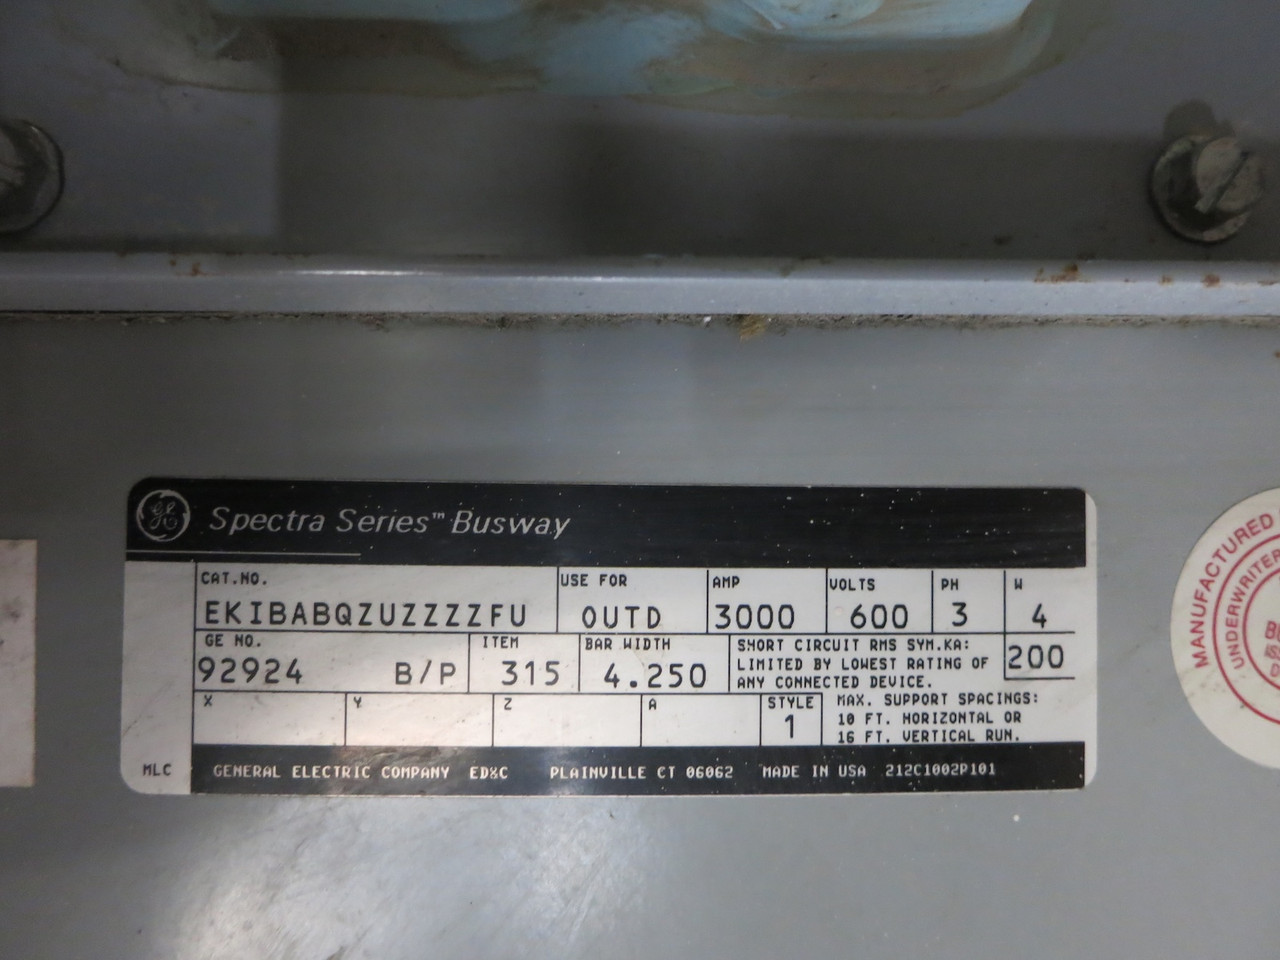 GE Spectra Series™ Busway
CAT.NO. USE FOR AMP VOLTS PH W
EKIBABQZUZZZZFU OUTD 3000 600 3 4
GE NO. ITEM BAR WIDTH SHORT CIRCUIT RMS SYM.KA:
92924 B/P 315 4.250 LIMITED BY LOWEST RATING OF 200
ANY CONNECTED DEVICE.
X Y Z A STYLE MAX. SUPPORT SPACINGS:
1 10 FT. HORIZONTAL OR
16 FT. VERTICAL RUN.
MLC GENERAL ELECTRIC COMPANY ED&C PLAINVILLE CT 06062 MADE IN USA 212C1002P101
MANUFACTURED
UNDERWRITER